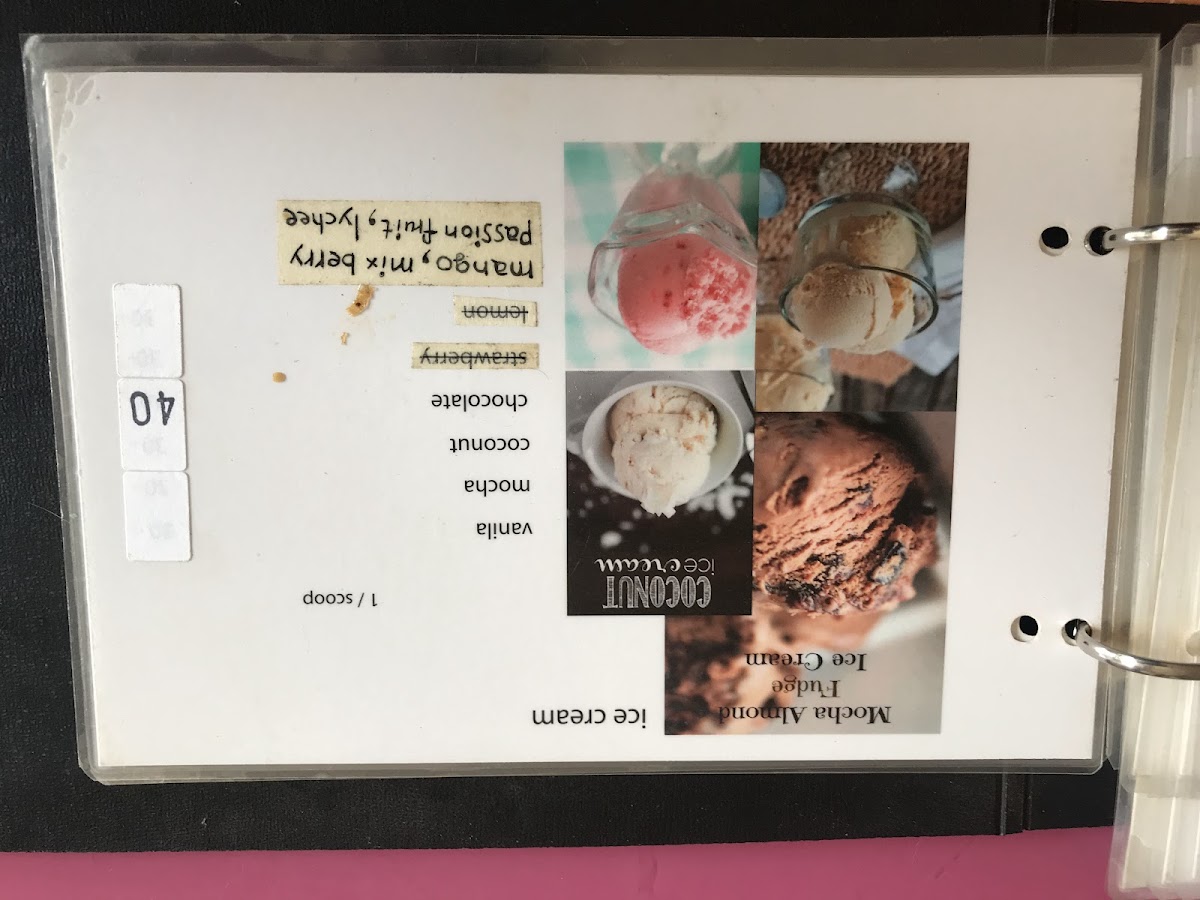 Mocha Almond
Fudge
Ice Cream
COCONUT
ice cream
ice cream
1 / scoop
vanila
mocha
coconut
chocolate
strawberry
lemon
mango, mix berry
Passion fruit, lychee
40